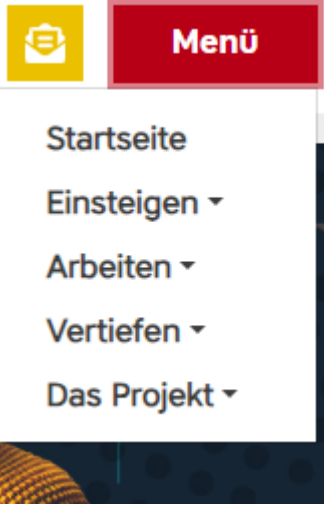 Menü
Startseite
Einsteigen
Arbeiten
Vertiefen
Das Projekt